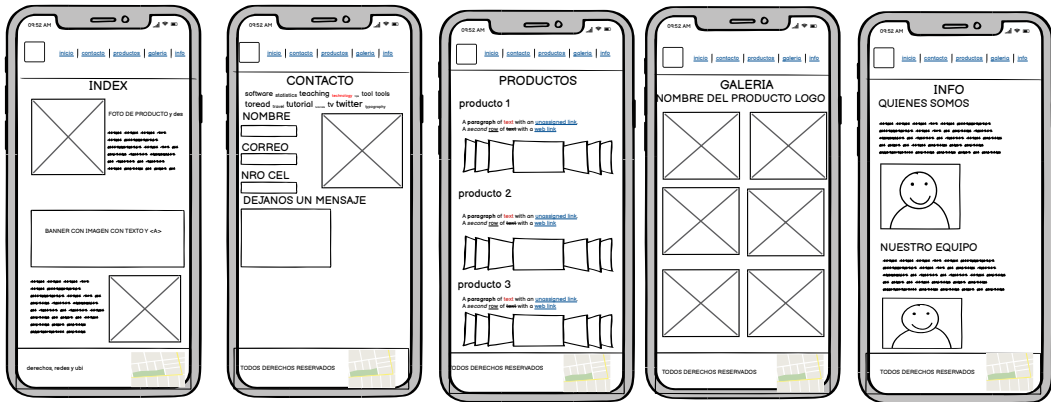 09:52 AM
inicio | contacto | productos | galeria | info
INDEX
FOTO DE PRODUCTO y des
BANNER CON IMAGEN CON TEXTO Y <A>
derechos, redes y ubi
09:52 AM
inicio | contacto | productos | galeria | info
CONTACTO
software statistics teaching technology tool tools
toread travel tutorial tv twitter typography
NOMBRE
CORREO
NRO CEL
DEJANOS UN MENSAJE
TODOS DERECHOS RESERVADOS
09:52 AM
inicio | contacto | productos | galeria | info
PRODUCTOS
producto 1
A paragraph of text with an unassigned link.
A second row of text with a web link
producto 2
A paragraph of text with an unassigned link.
A second row of text with a web link
producto 3
A paragraph of text with an unassigned link.
A second row of text with a web link
TODOS DERECHOS RESERVADOS
09:52 AM
inicio | contacto | productos | galeria | info
GALERIA
NOMBRE DEL PRODUCTO LOGO
TODOS DERECHOS RESERVADOS
09:52 AM
inicio | contacto | productos | galeria | info
INFO
QUIENES SOMOS
NUESTRO EQUIPO
TODOS DERECHOS RESERVADOS